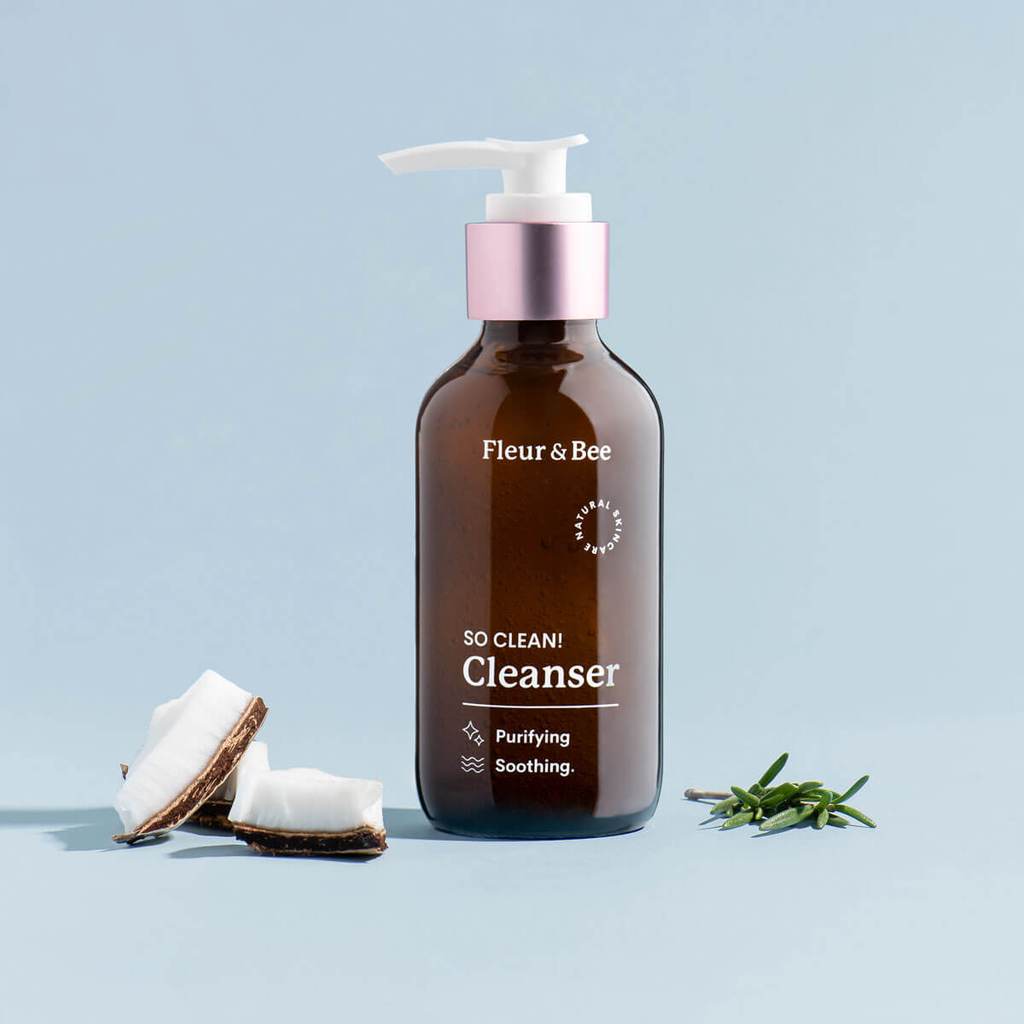 Fleur & Bee
NATURAL SKINCARE
SO CLEAN!
Cleanser
Purifying
Soothing.